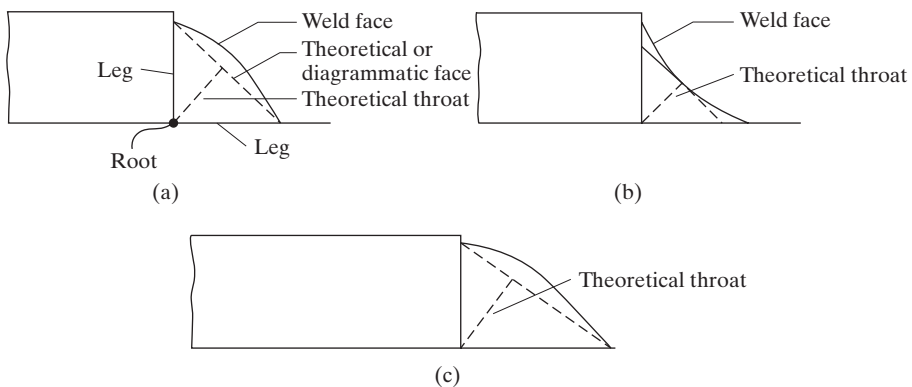 Weld face
Theoretical or
diagrammatic face
Theoretical throat
Leg
Leg
Root
(a)
Weld face
Theoretical throat
(b)
Theoretical throat
(c)